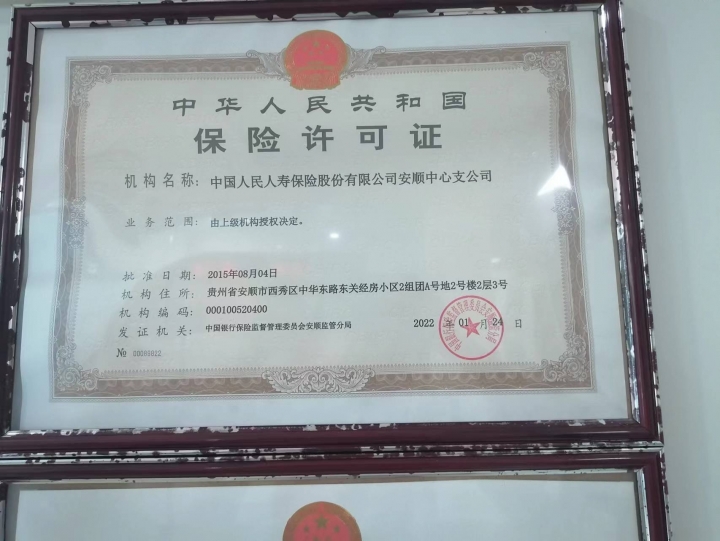 中华人民共和国
保险许可证
机构名称：中国人民人寿保险股份有限公司安顺中心支公司
业务范围：由上级机构授权决定。
批准日期：2015年08月04日
机构住所：贵州省安顺市西秀区中华东路东关经房小区2组团A号地2号楼2层3号
机构编码：000100520400
发证机关：中国银行保险监督管理委员会安顺监管分局
2022 年 01 月 24 日
№